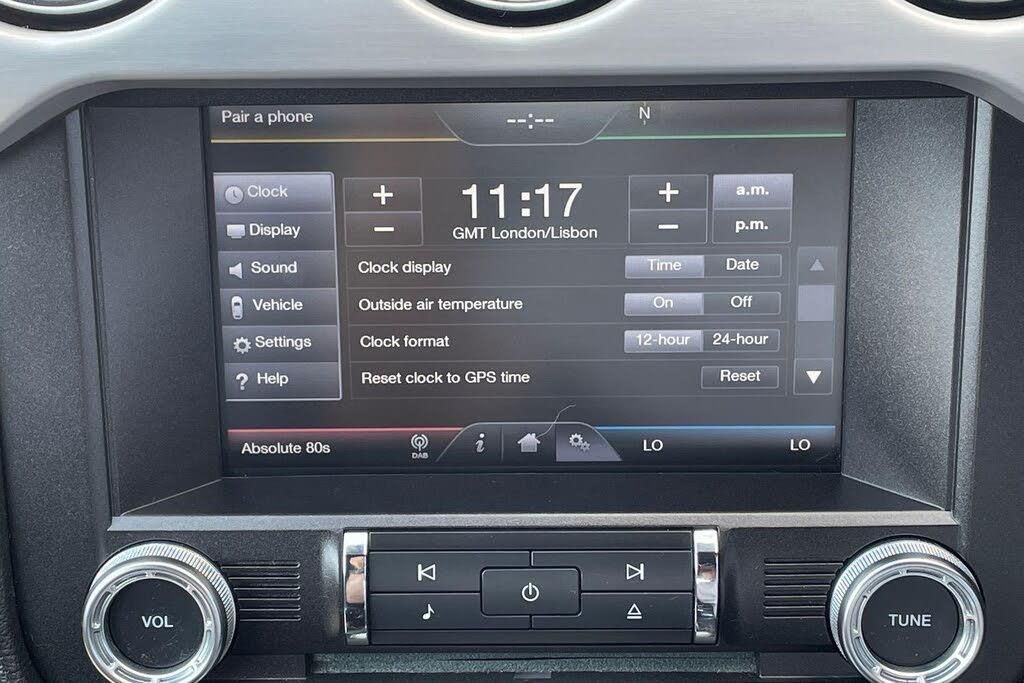 Pair a phone
--:--
N
Clock
Display
Sound
Vehicle
Settings
Help
11:17
GMT London/Lisbon
+
−
+
−
a.m.
p.m.
Clock display
Time
Date
Outside air temperature
On
Off
Clock format
12-hour
24-hour
Reset clock to GPS time
Reset
Absolute 80s
DAB
i
LO
LO
VOL
TUNE